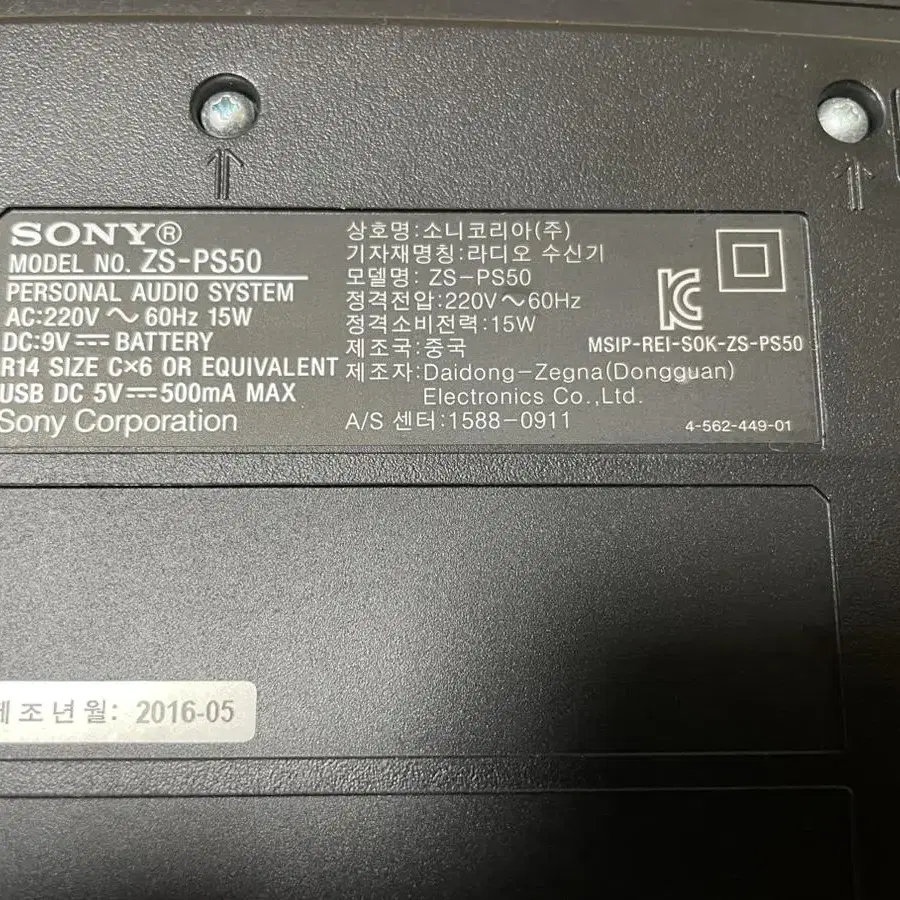 SONY®
MODEL NO. ZS-PS50
PERSONAL AUDIO SYSTEM
AC:220V ~ 60Hz 15W
DC:9V ⎓ BATTERY
R14 SIZE C×6 OR EQUIVALENT
USB DC 5V⎓500mA MAX
Sony Corporation
상호명:소니코리아(주)
기자재명칭:라디오 수신기
모델명: ZS-PS50
정격전압:220V~60Hz
정격소비전력:15W
제조국:중국
제조자:Daidong-Zegna(Dongguan)
Electronics Co.,Ltd.
A/S 센터:1588-0911
MSIP-REI-SOK-ZS-PS50
4-562-449-01
제조년월: 2016-05